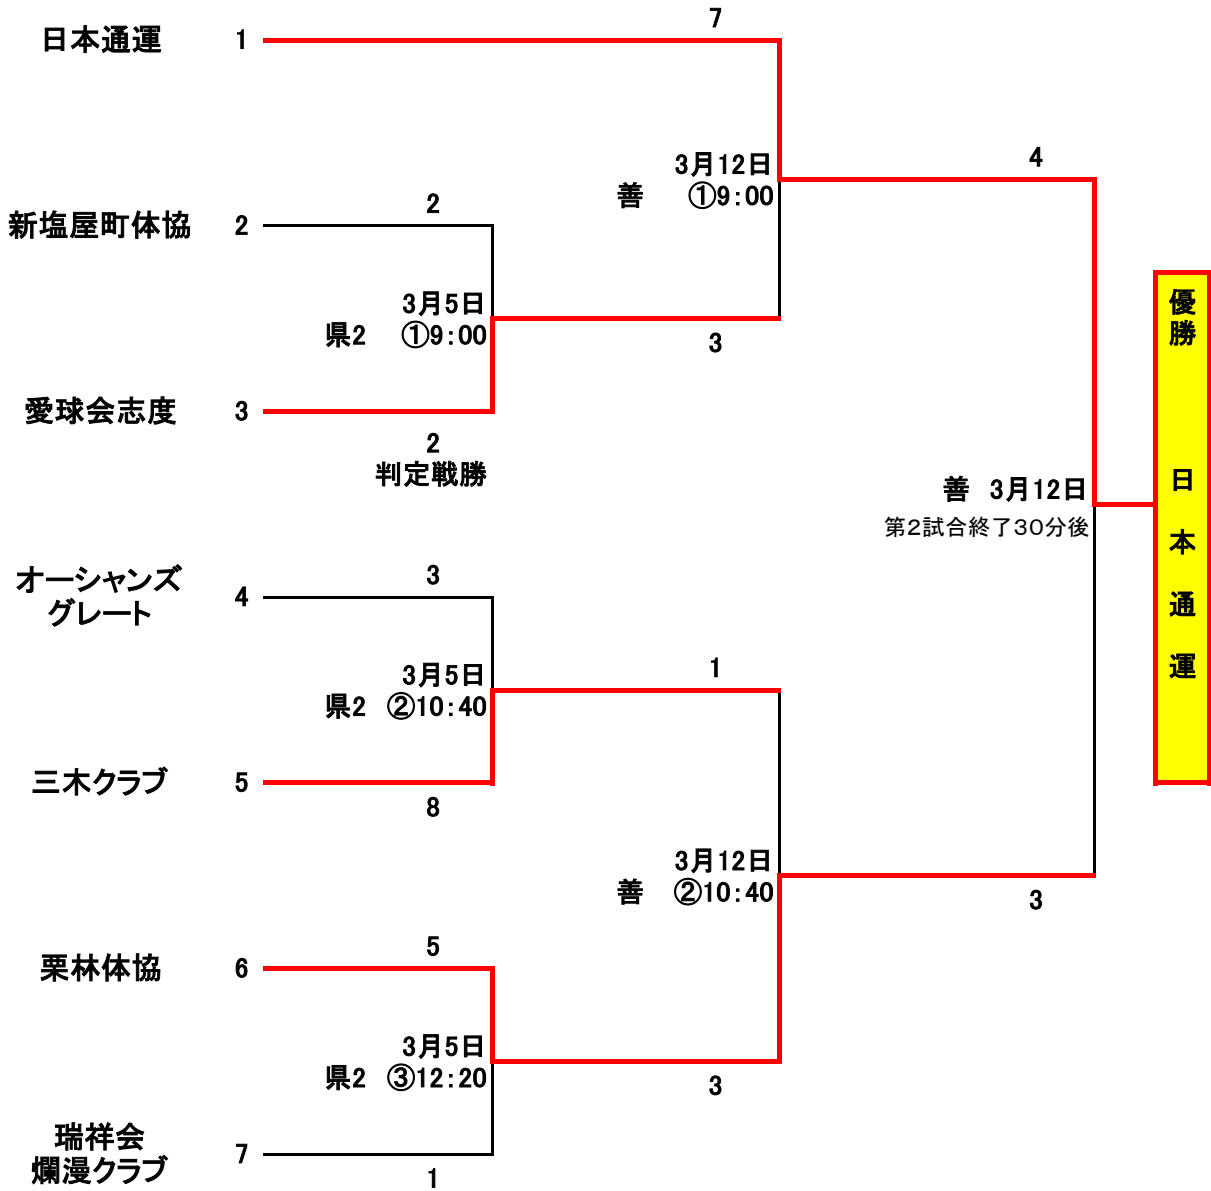 7
日本通運 1
3月12日
善 ①9:00
4
2
新塩屋町体協 2
3月5日
県2 ①9:00
3
愛球会志度 3
2
判定戦勝
優勝 日本通運
善 3月12日
第2試合終了30分後
3
オーシャンズ
グレート
4
3月5日
県2 ②10:40
1
三木クラブ 5
8
3月12日
善 ②10:40
3
5
栗林体協 6
3月5日
県2 ③12:20
3
瑞祥会
爛漫クラブ
7
1